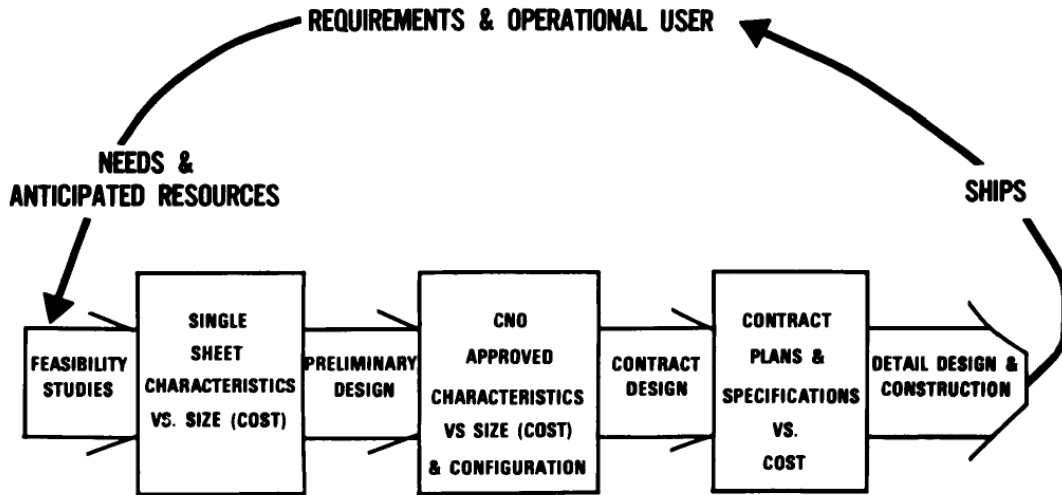 REQUIREMENTS & OPERATIONAL USER
NEEDS &
ANTICIPATED RESOURCES
SHIPS
FEASIBILITY
STUDIES
SINGLE
SHEET
CHARACTERISTICS
VS. SIZE (COST)
PRELIMINARY
DESIGN
CNO
APPROVED
CHARACTERISTICS
VS SIZE (COST)
& CONFIGURATION
CONTRACT
DESIGN
CONTRACT
PLANS &
SPECIFICATIONS
VS.
COST
DETAIL DESIGN &
CONSTRUCTION